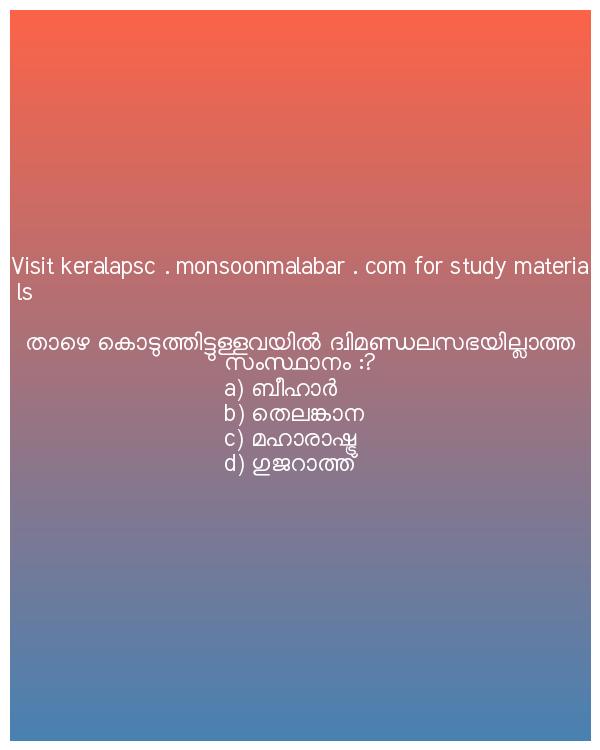 Visit keralapsc . monsoonmalabar . com for study materia
ls
താഴെ കൊടുത്തിട്ടുള്ളവയിൽ ദ്വിമണ്ഡലസഭയില്ലാത്ത
സംസ്ഥാനം :?
a) ബീഹാർ
b) തെലങ്കാന
c) മഹാരാഷ്ട്ര
d) ഗുജറാത്ത്